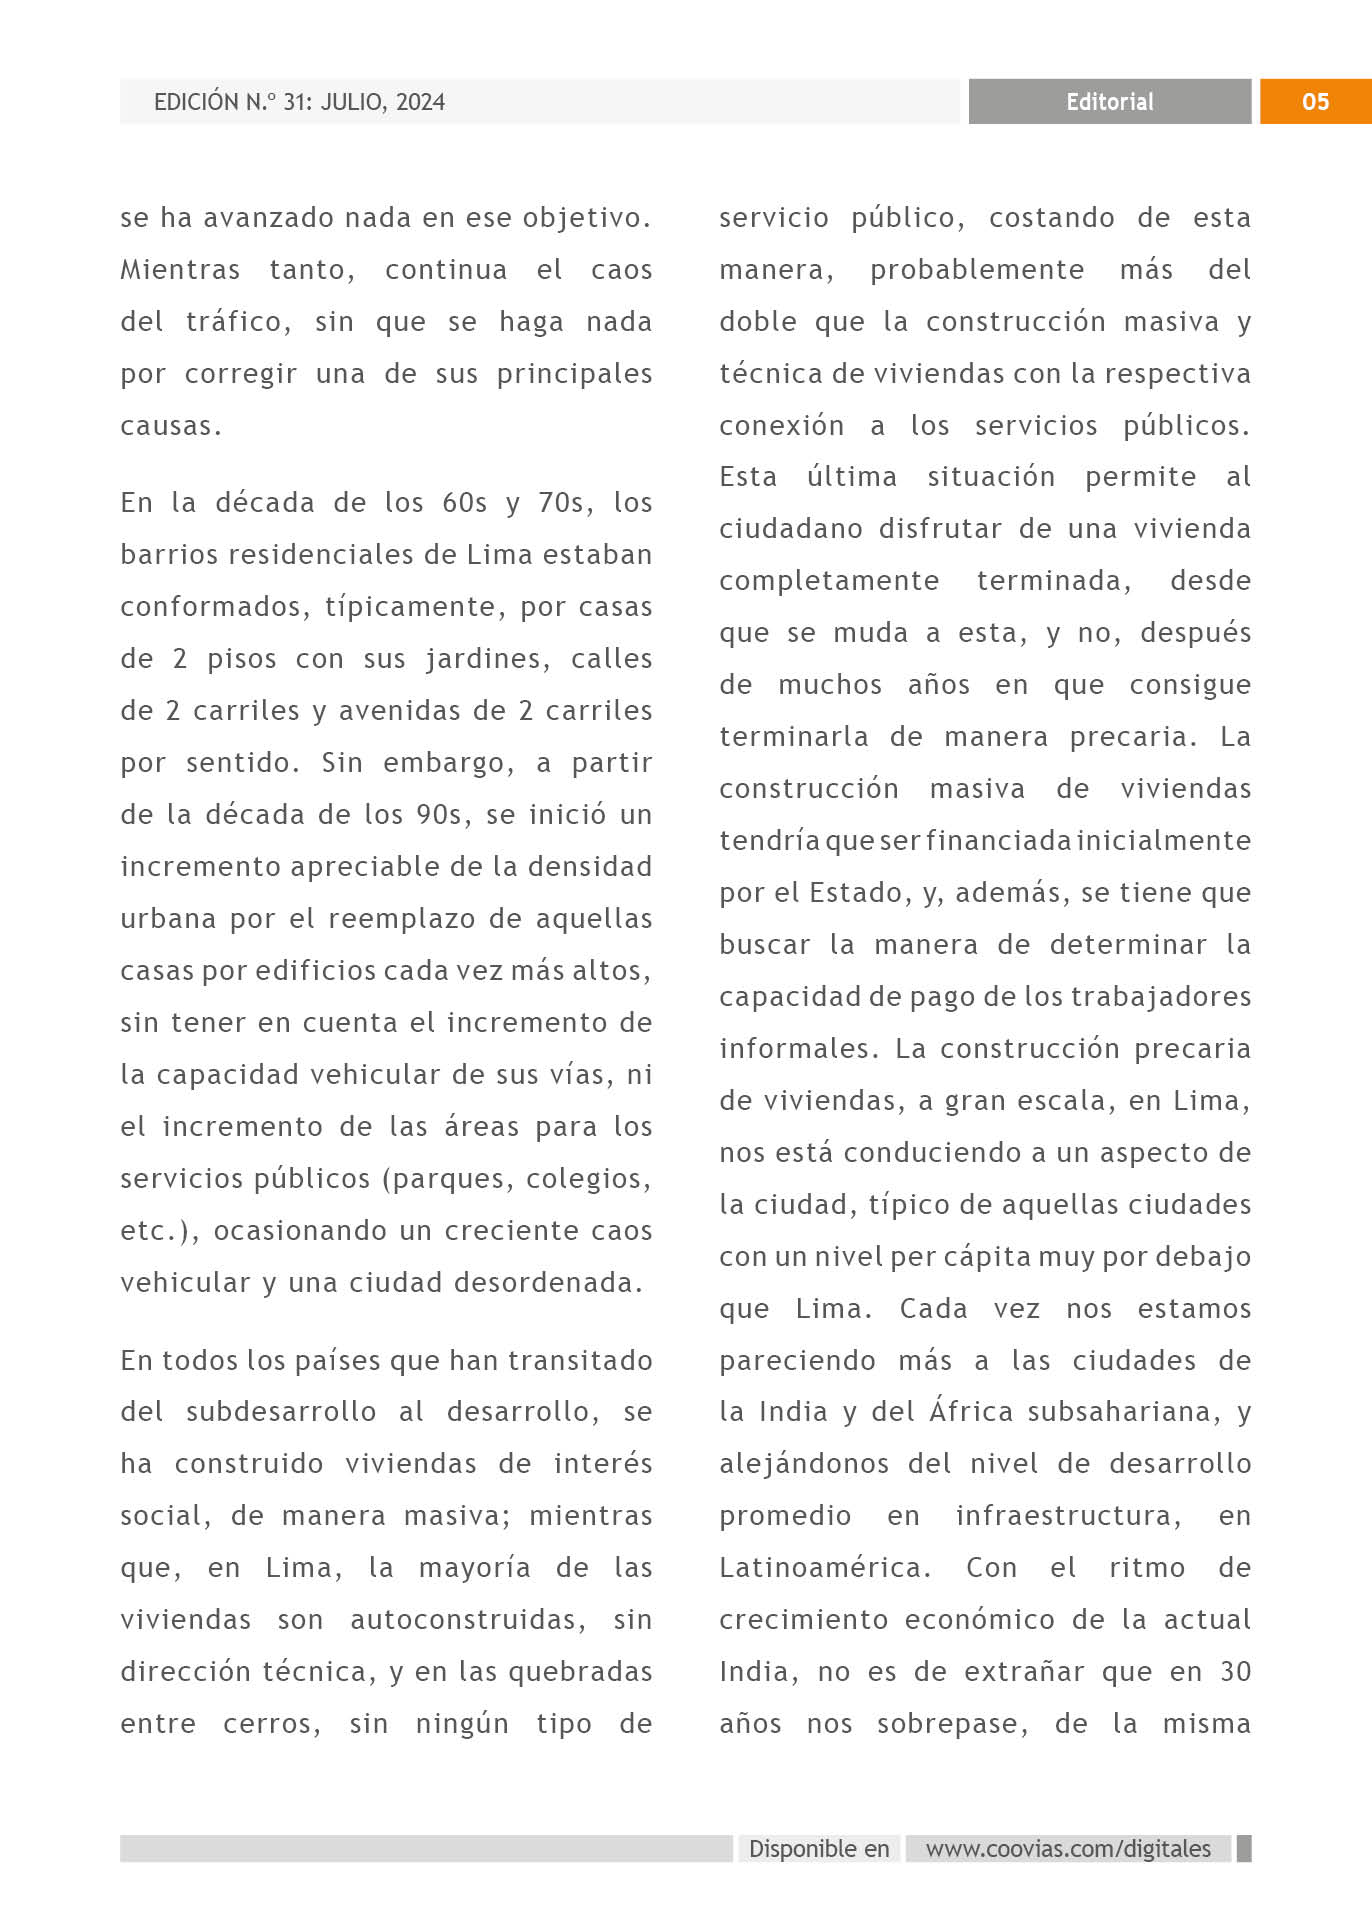 EDICIÓN N.º 31: JULIO, 2024
Editorial
05
se ha avanzado nada en ese objetivo.
Mientras tanto, continua el caos
del tráfico, sin que se haga nada
por corregir una de sus principales
causas.
En la década de los 60s y 70s, los
barrios residenciales de Lima estaban
conformados, típicamente, por casas
de 2 pisos con sus jardines, calles
de 2 carriles y avenidas de 2 carriles
por sentido. Sin embargo, a partir
de la década de los 90s, se inició un
incremento apreciable de la densidad
urbana por el reemplazo de aquellas
casas por edificios cada vez más altos,
sin tener en cuenta el incremento de
la capacidad vehicular de sus vías, ni
el incremento de las áreas para los
servicios públicos (parques, colegios,
etc.), ocasionando un creciente caos
vehicular y una ciudad desordenada.
En todos los países que han transitado
del subdesarrollo al desarrollo, se
ha construido viviendas de interés
social, de manera masiva; mientras
que, en Lima, la mayoría de las
viviendas son autoconstruidas, sin
dirección técnica, y en las quebradas
entre cerros, sin ningún tipo de
servicio público, costando de esta
manera, probablemente más del
doble que la construcción masiva y
técnica de viviendas con la respectiva
conexión a los servicios públicos.
Esta última situación permite al
ciudadano disfrutar de una vivienda
completamente terminada, desde
que se muda a esta, y no, después
de muchos años en que consigue
terminarla de manera precaria. La
construcción masiva de viviendas
tendría que ser financiada inicialmente
por el Estado, y, además, se tiene que
buscar la manera de determinar la
capacidad de pago de los trabajadores
informales. La construcción precaria
de viviendas, a gran escala, en Lima,
nos está conduciendo a un aspecto de
la ciudad, típico de aquellas ciudades
con un nivel per cápita muy por debajo
que Lima. Cada vez nos estamos
pareciendo más a las ciudades de
la India y del África subsahariana, y
alejándonos del nivel de desarrollo
promedio en infraestructura, en
Latinoamérica. Con el ritmo de
crecimiento económico de la actual
India, no es de extrañar que en 30
años nos sobrepase, de la misma
Disponible en
www.coovias.com/digitales